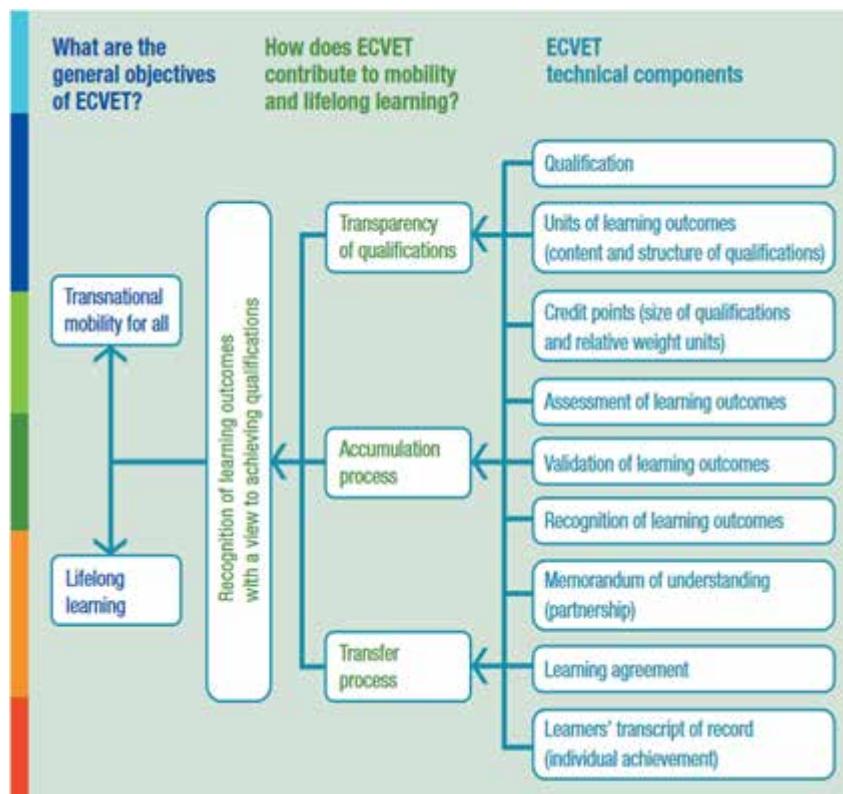 What are the
general objectives
of ECVET?
How does ECVET
contribute to mobility
and lifelong learning?
ECVET
technical components
Transnational
mobility for all
Lifelong
learning
Recognition of learning outcomes
with a view to achieving qualifications
Transparency
of qualifications
Accumulation
process
Transfer
process
Qualification
Units of learning outcomes
(content and structure of qualifications)
Credit points (size of qualifications
and relative weight units)
Assessment of learning outcomes
Validation of learning outcomes
Recognition of learning outcomes
Memorandum of understanding
(partnership)
Learning agreement
Learners’ transcript of record
(individual achievement)